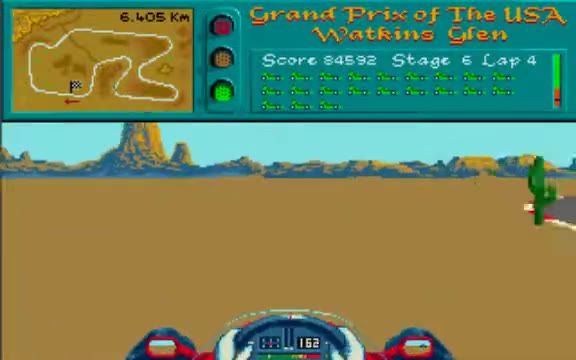 6.405 Km
Grand Prix of The USA
Watkins Glen
Score 84592 Stage 6 Lap 4
162